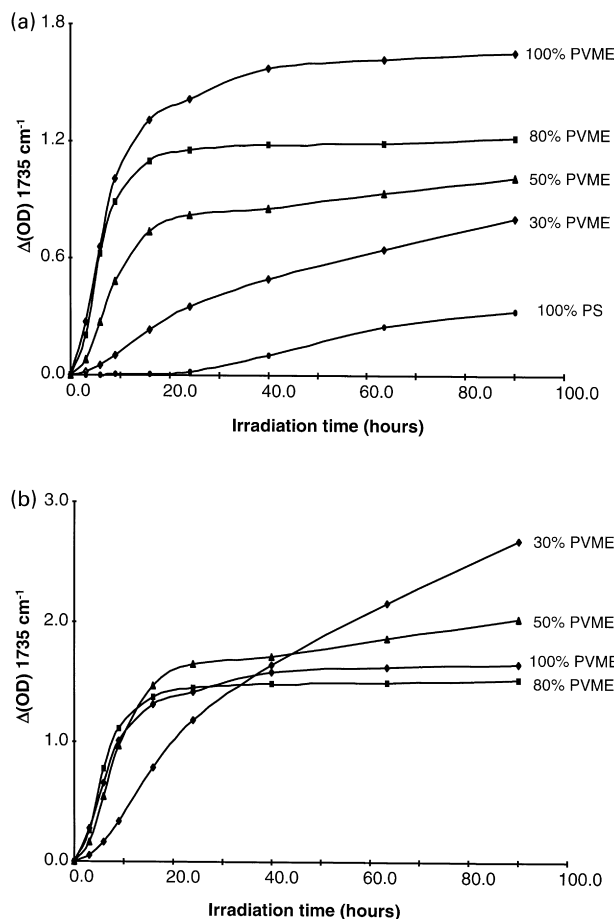 (a)
1.8
1.2
0.6
0.0
Δ(OD) 1735 cm⁻¹
100% PVME
80% PVME
50% PVME
30% PVME
100% PS
0.0 20.0 40.0 60.0 80.0 100.0
Irradiation time (hours)
(b)
3.0
2.0
1.0
0.0
Δ(OD) 1735 cm⁻¹
30% PVME
50% PVME
100% PVME
80% PVME
0.0 20.0 40.0 60.0 80.0 100.0
Irradiation time (hours)